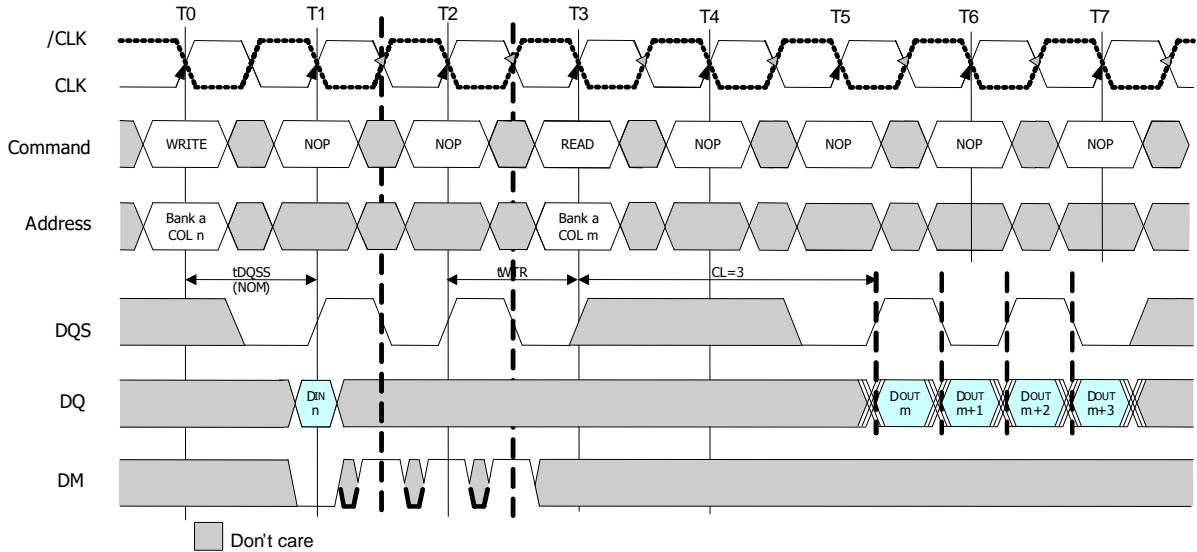 T0 T1 T2 T3 T4 T5 T6 T7
/CLK
CLK
Command WRITE NOP NOP READ NOP NOP NOP NOP
Address Bank a COL n Bank a COL m
tDQSS (NOM) tWTR CL=3
DQS
DQ DIN n DOUT m DOUT m+1 DOUT m+2 DOUT m+3
DM
Don't care